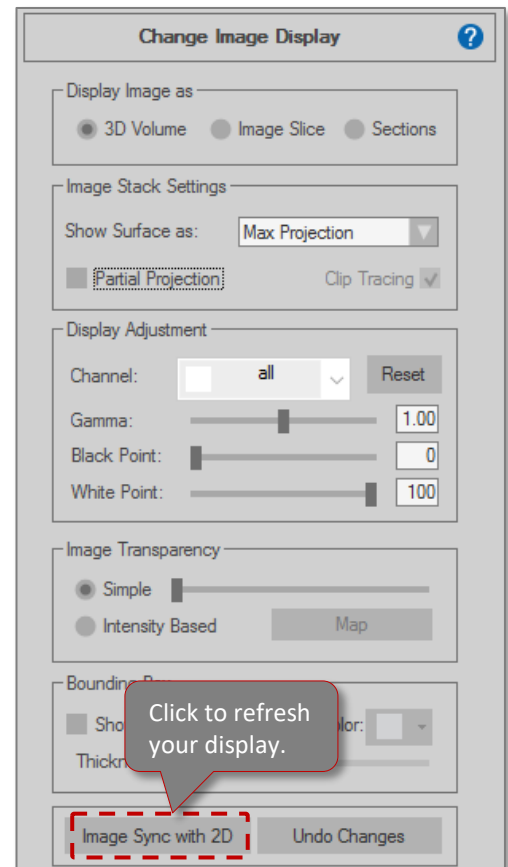 Change Image Display ?
Display Image as
3D Volume Image Slice Sections
Image Stack Settings
Show Surface as: Max Projection
Partial Projection Clip Tracing
Display Adjustment
Channel: all Reset
Gamma: 1.00
Black Point: 0
White Point: 100
Image Transparency
Simple
Intensity Based Map
Click to refresh
your display.
Image Sync with 2D Undo Changes